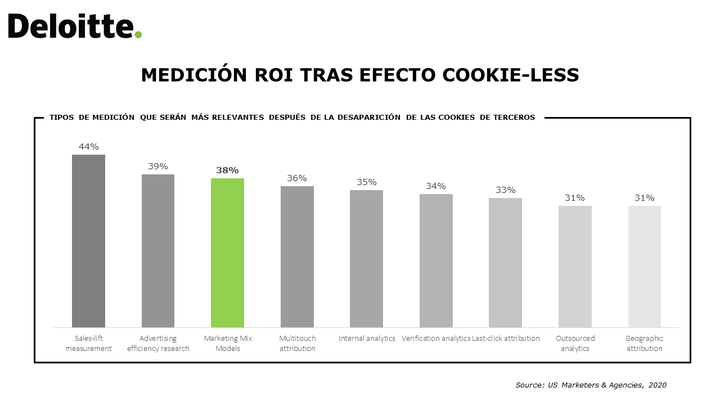 Deloitte.
MEDICIÓN ROI TRAS EFECTO COOKIE-LESS
TIPOS DE MEDICIÓN QUE SERÁN MÁS RELEVANTES DESPUÉS DE LA DESAPARICIÓN DE LAS COOKIES DE TERCEROS
44%
39%
38%
36%
35%
34%
33%
31%
31%
Sales-lift
measurement
Advertising
efficiency research
Marketing Mix
Models
Multitouch
attribution
Internal analytics
Verification analytics
Last-click attribution
Outsourced
analytics
Geographic
attribution
Source: US Marketers & Agencies, 2020